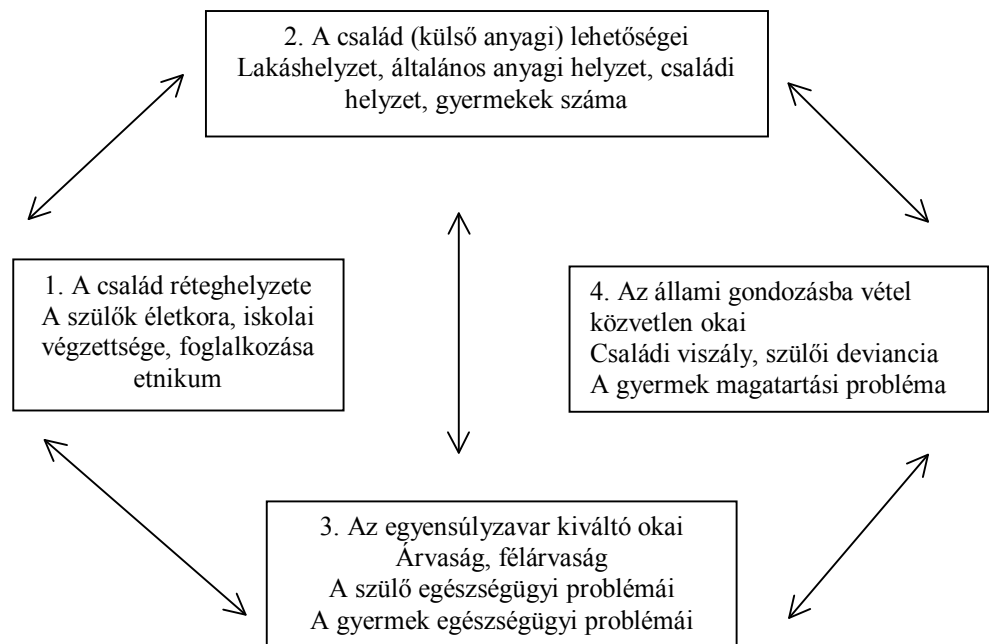 2. A család (külső anyagi) lehetőségei
Lakáshelyzet, általános anyagi helyzet, családi
helyzet, gyermekek száma
1. A család réteghelyzete
A szülők életkora, iskolai
végzettsége, foglalkozása
etnikum
4. Az állami gondozásba vétel
közvetlen okai
Családi viszály, szülői deviancia
A gyermek magatartási probléma
3. Az egyensúlyzavar kiváltó okai
Árvaság, félárvaság
A szülő egészségügyi problémái
A gyermek egészségügyi problémái